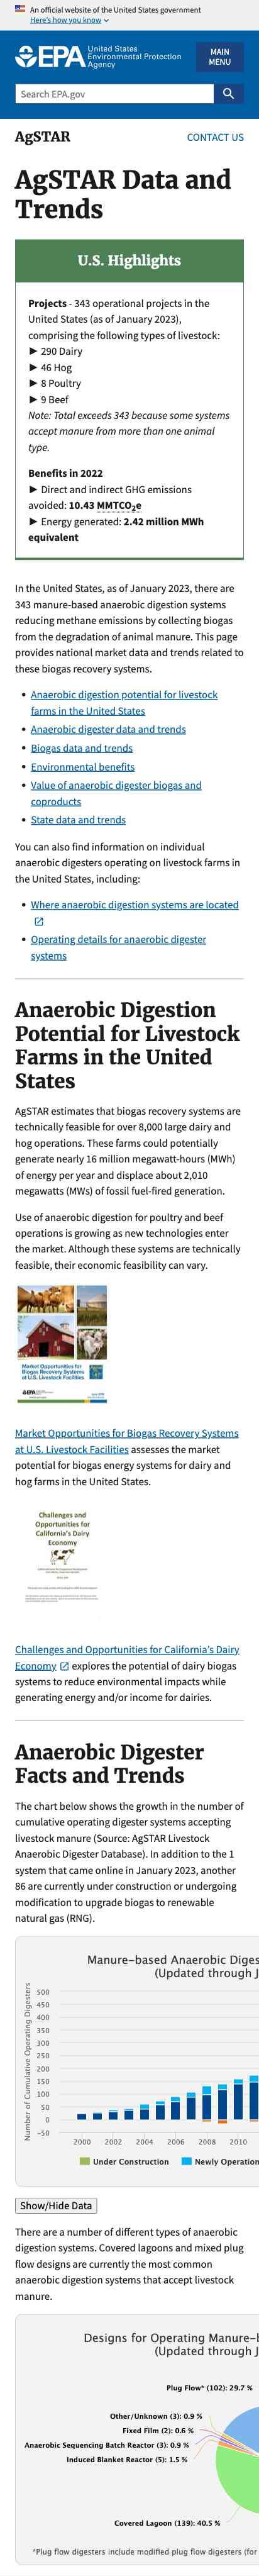 An official website of the United States government
Here's how you know
United States
Environmental Protection
Agency
EPA
MAIN
MENU
Search EPA.gov
AgSTAR
CONTACT US
AgSTAR Data and
Trends
U.S. Highlights
Projects - 343 operational projects in the
United States (as of January 2023),
comprising the following types of livestock:
► 290 Dairy
► 46 Hog
► 8 Poultry
► 9 Beef
Note: Total exceeds 343 because some systems
accept manure from more than one animal
type.
Benefits in 2022
► Direct and indirect GHG emissions
avoided: 10.43 MMTCO2e
► Energy generated: 2.42 million MWh
equivalent
In the United States, as of January 2023, there are
343 manure-based anaerobic digestion systems
reducing methane emissions by collecting biogas
from the degradation of animal manure. This page
provides national market data and trends related to
these biogas recovery systems.
• Anaerobic digestion potential for livestock
farms in the United States
• Anaerobic digester data and trends
• Biogas data and trends
• Environmental benefits
• Value of anaerobic digester biogas and
coproducts
• State data and trends
You can also find information on individual
anaerobic digesters operating on livestock farms in
the United States, including:
• Where anaerobic digestion systems are located
• Operating details for anaerobic digester
systems
Anaerobic Digestion
Potential for Livestock
Farms in the United
States
AgSTAR estimates that biogas recovery systems are
technically feasible for over 8,000 large dairy and
hog operations. These farms could potentially
generate nearly 16 million megawatt-hours (MWh)
of energy per year and displace about 2,010
megawatts (MWs) of fossil fuel-fired generation.
Use of anaerobic digestion for poultry and beef
operations is growing as new technologies enter
the market. Although these systems are technically
feasible, their economic feasibility can vary.
Market Opportunities for
Biogas Recovery Systems
at U.S. Livestock Facilities
EPA
Market Opportunities for Biogas Recovery Systems
at U.S. Livestock Facilities assesses the market
potential for biogas energy systems for dairy and
hog farms in the United States.
Challenges and
Opportunities for
California's Dairy
Economy
Challenges and Opportunities for California's Dairy
Economy explores the potential of dairy biogas
systems to reduce environmental impacts while
generating energy and/or income for dairies.
Anaerobic Digester
Facts and Trends
The chart below shows the growth in the number of
cumulative operating digester systems accepting
livestock manure (Source: AgSTAR Livestock
Anaerobic Digester Database). In addition to the 1
system that came online in January 2023, another
86 are currently under construction or undergoing
modification to upgrade biogas to renewable
natural gas (RNG).
Manure-based Anaerobic Diges
(Updated through J
Number of Cumulative Operating Digesters
500
450
400
350
300
250
200
150
100
50
0
-50
2000 2002 2004 2006 2008 2010
Under Construction Newly Operation
Show/Hide Data
There are a number of different types of anaerobic
digestion systems. Covered lagoons and mixed plug
flow designs are currently the most common
anaerobic digestion systems that accept livestock
manure.
Designs for Operating Manure-b
(Updated through J
Plug Flow* (102): 29.7 %
Other/Unknown (3): 0.9 %
Fixed Film (2): 0.6 %
Anaerobic Sequencing Batch Reactor (3): 0.9 %
Induced Blanket Reactor (5): 1.5 %
Covered Lagoon (139): 40.5 %
*Plug flow digesters include modified plug flow digesters (for